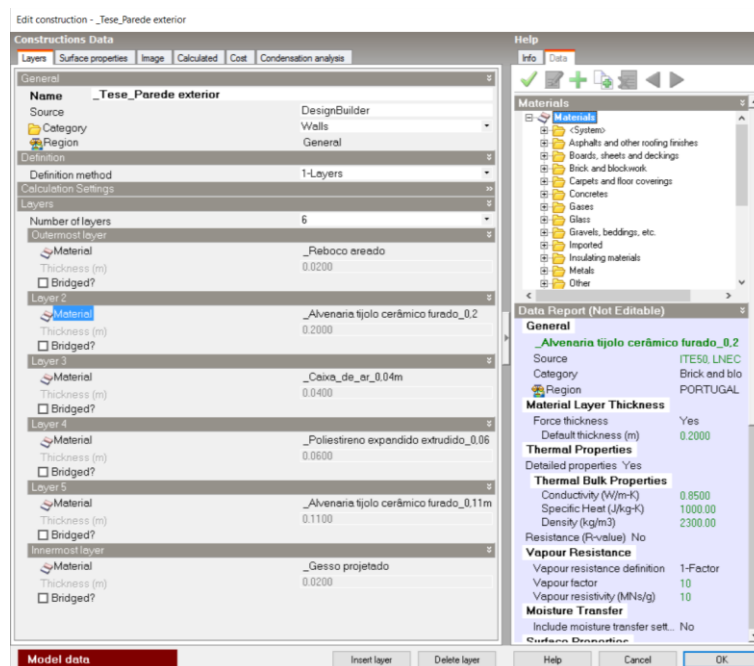 Edit construction - _Tese_Parede exterior
Constructions Data
Layers Surface properties Image Calculated Cost Condensation analysis
General
Name _Tese_Parede exterior
Source DesignBuilder
Category Walls
Region General
Definition
Definition method 1-Layers
Calculation Settings
Layers
Number of layers 6
Outermost layer
Material _Reboco areado
Thickness (m) 0.0200
Bridged?
Layer 2
Material _Alvenaria tijolo cerâmico furado_0,2
Thickness (m) 0.2000
Bridged?
Layer 3
Material _Caixa_de_ar_0,04m
Thickness (m) 0.0400
Bridged?
Layer 4
Material _Poliestireno expandido extrudido_0,06
Thickness (m) 0.0600
Bridged?
Layer 5
Material _Alvenaria tijolo cerâmico furado_0,11m
Thickness (m) 0.1100
Bridged?
Innermost layer
Material _Gesso projetado
Thickness (m) 0.0200
Bridged?
Model data
Insert layer Delete layer
Help
Info Data
Materials
Materials
<System>
Asphalts and other roofing finishes
Boards, sheets and deckings
Brick and blockwork
Carpets and floor coverings
Concretes
Gases
Glass
Gravels, beddings, etc.
Imported
Insulating materials
Metals
Other
Data Report (Not Editable)
General
_Alvenaria tijolo cerâmico furado_0,2
Source ITE50, LNEC
Category Brick and blo
Region PORTUGAL
Material Layer Thickness
Force thickness Yes
Default thickness (m) 0.2000
Thermal Properties
Detailed properties Yes
Thermal Bulk Properties
Conductivity (W/m-K) 0.8500
Specific Heat (J/kg-K) 1000.00
Density (kg/m3) 2300.00
Resistance (R-value) No
Vapour Resistance
Vapour resistance definition 1-Factor
Vapour factor 10
Vapour resistivity (MNs/g) 10
Moisture Transfer
Include moisture transfer sett... No
Surface Properties
Help Cancel OK